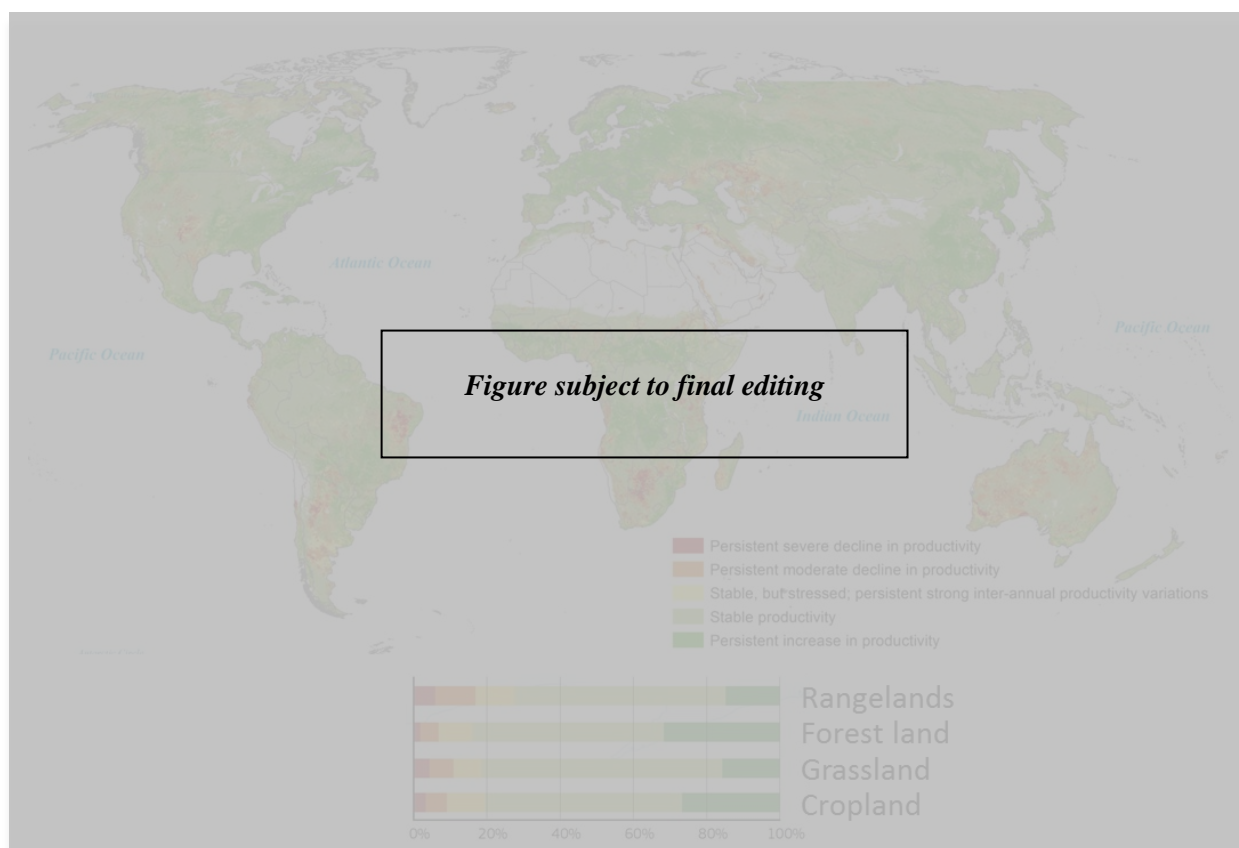 Atlantic Ocean
Pacific Ocean
Pacific Ocean
Figure subject to final editing
Indian Ocean
Persistent severe decline in productivity
Persistent moderate decline in productivity
Stable, but stressed; persistent strong inter-annual productivity variations
Stable productivity
Persistent increase in productivity
Rangelands
Forest land
Grassland
Cropland
0% 20% 40% 60% 80% 100%